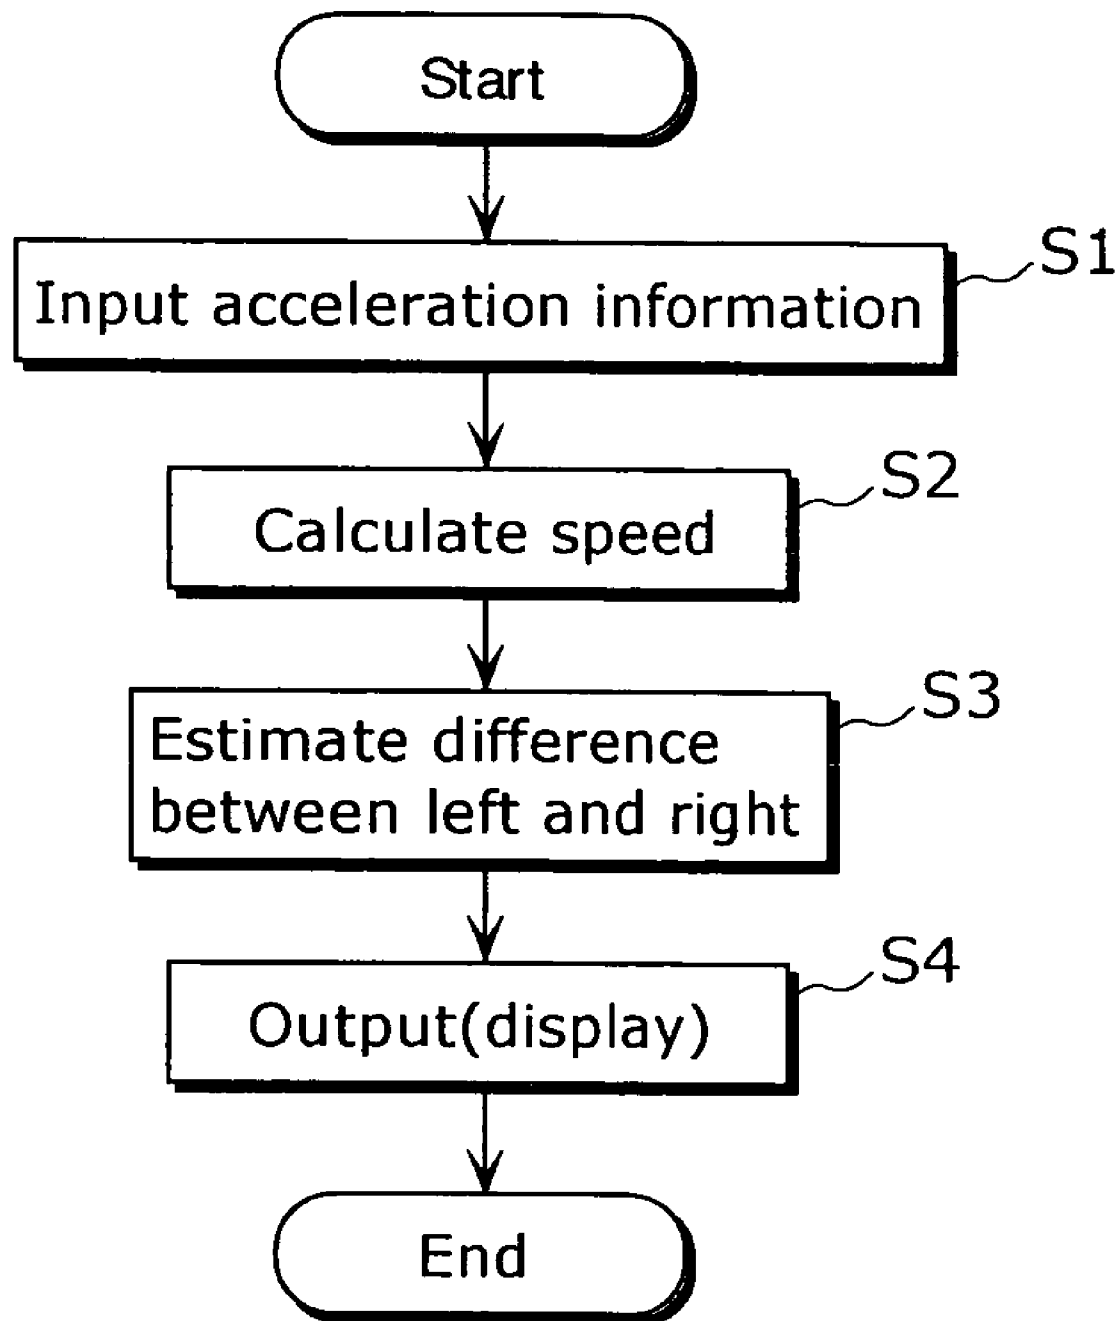 Start
S1
Input acceleration information
S2
Calculate speed
S3
Estimate difference
between left and right
S4
Output(display)
End